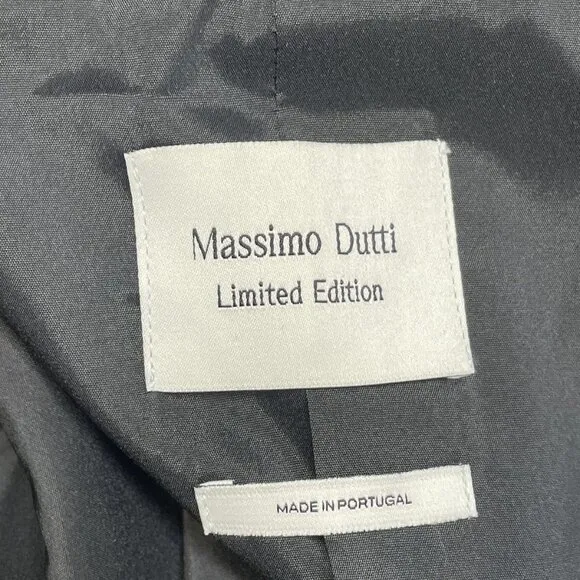 Massimo Dutti
Limited Edition
MADE IN PORTUGAL